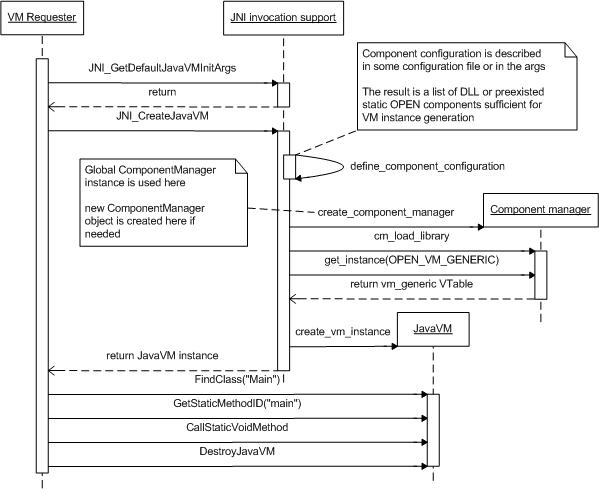 VM Requester
JNI invocation support
JNI_GetDefaultJavaVMInitArgs
return
JNI_CreateJavaVM
Component configuration is described
in some configuration file or in the args
The result is a list of DLL or preexisted
static OPEN components sufficient for
VM instance generation
define_component_configuration
Global ComponentManager
instance is used here
new ComponentManager
object is created here if
needed
create_component_manager
Component manager
cm_load_library
get_instance(OPEN_VM_GENERIC)
return vm_generic VTable
create_vm_instance
JavaVM
return JavaVM instance
FindClass("Main")
GetStaticMethodID("main")
CallStaticVoidMethod
DestroyJavaVM